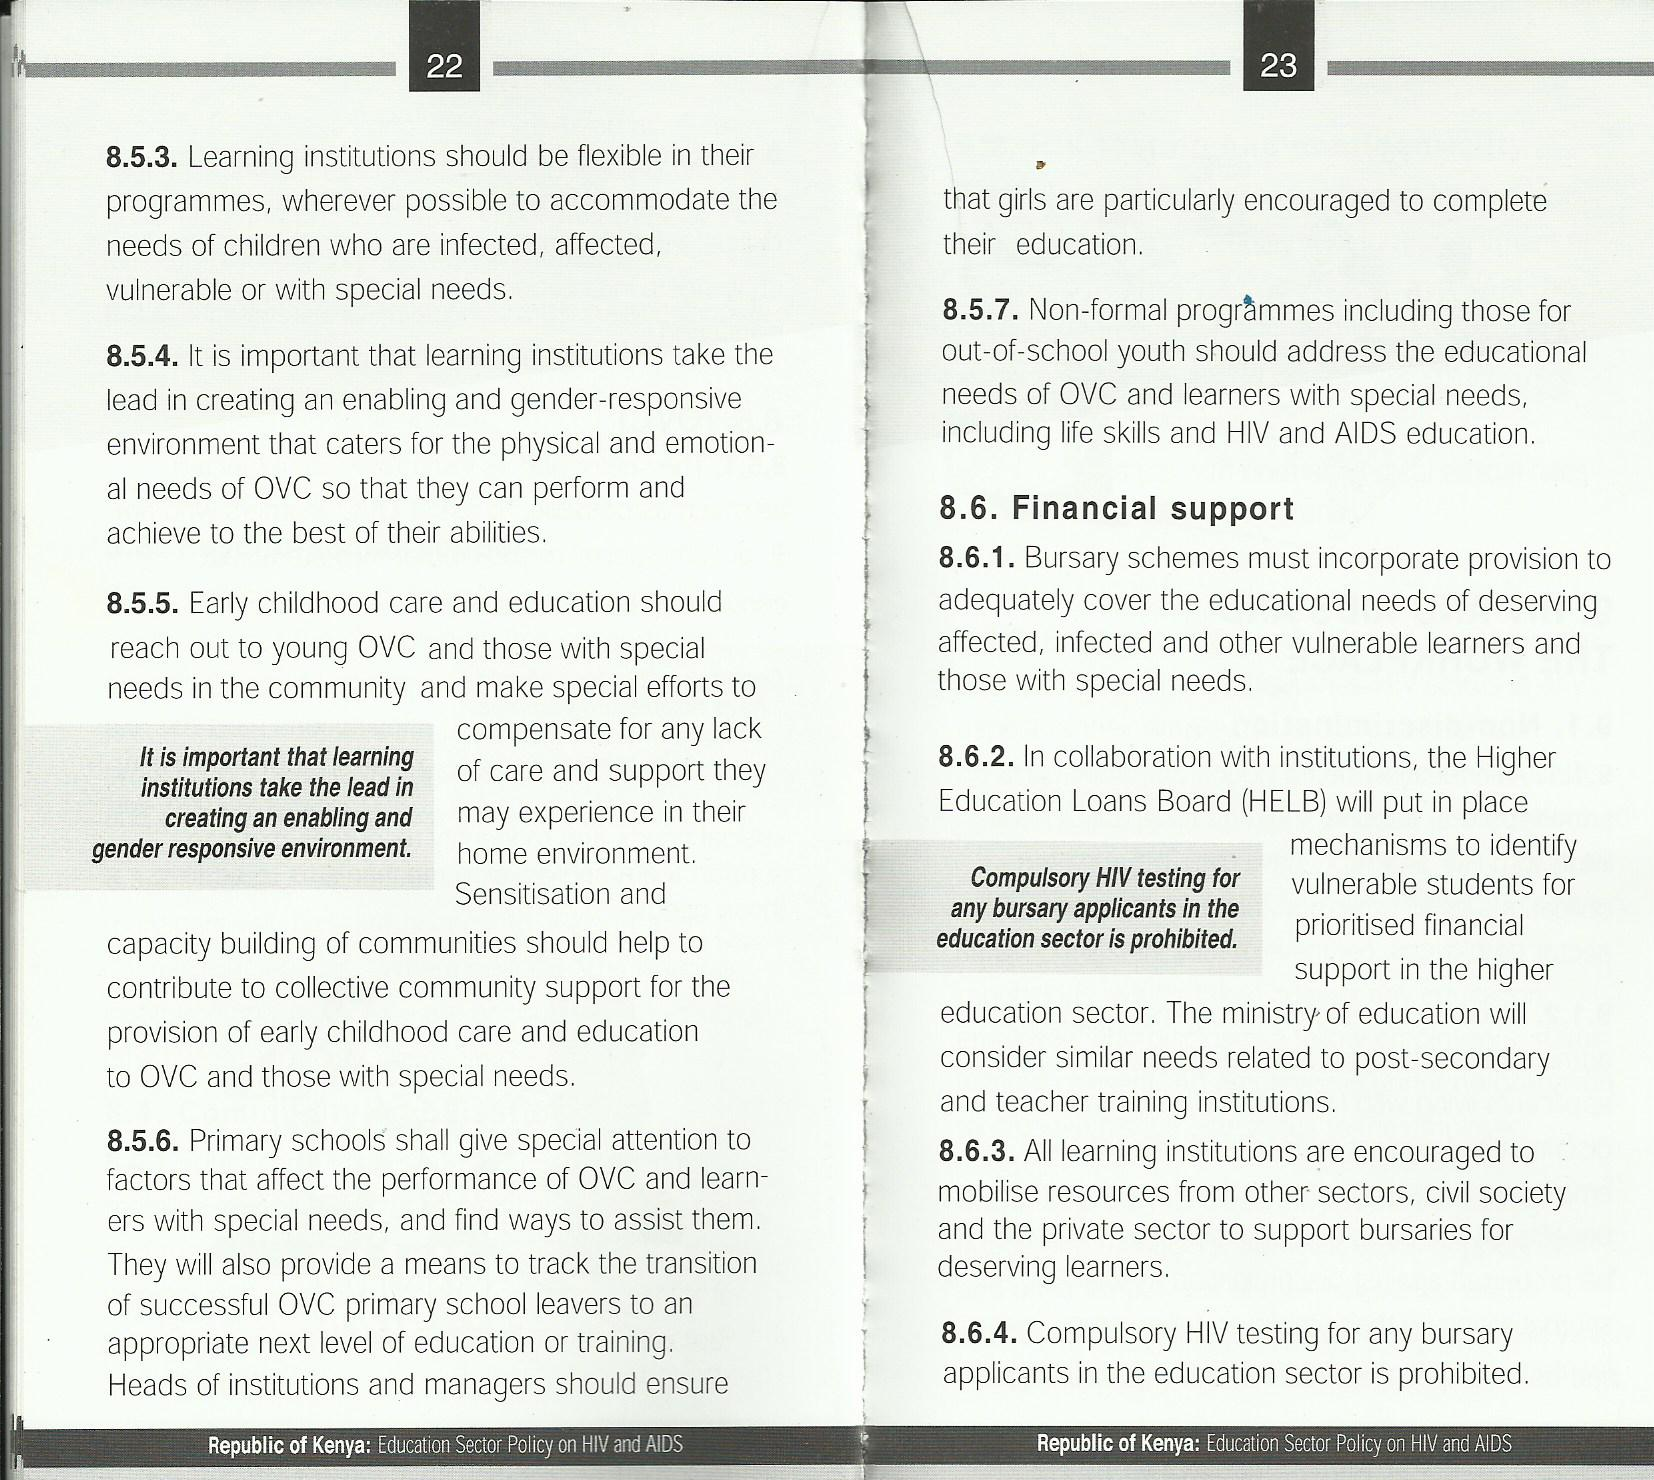 22
8.5.3. Learning institutions should be flexible in their
programmes, wherever possible to accommodate the
needs of children who are infected, affected,
vulnerable or with special needs.
8.5.4. It is important that learning institutions take the
lead in creating an enabling and gender-responsive
environment that caters for the physical and emotion-
al needs of OVC so that they can perform and
achieve to the best of their abilities.
8.5.5. Early childhood care and education should
reach out to young OVC and those with special
needs in the community and make special efforts to
compensate for any lack
of care and support they
may experience in their
home environment.
Sensitisation and
It is important that learning
institutions take the lead in
creating an enabling and
gender responsive environment.
capacity building of communities should help to
contribute to collective community support for the
provision of early childhood care and education
to OVC and those with special needs.
8.5.6. Primary schools shall give special attention to
factors that affect the performance of OVC and learn-
ers with special needs, and find ways to assist them.
They will also provide a means to track the transition
of successful OVC primary school leavers to an
appropriate next level of education or training.
Heads of institutions and managers should ensure
Republic of Kenya: Education Sector Policy on HIV and AIDS
23
that girls are particularly encouraged to complete
their education.
8.5.7. Non-formal programmes including those for
out-of-school youth should address the educational
needs of OVC and learners with special needs,
including life skills and HIV and AIDS education.
8.6. Financial support
8.6.1. Bursary schemes must incorporate provision to
adequately cover the educational needs of deserving
affected, infected and other vulnerable learners and
those with special needs.
8.6.2. In collaboration with institutions, the Higher
Education Loans Board (HELB) will put in place
mechanisms to identify
vulnerable students for
prioritised financial
support in the higher
Compulsory HIV testing for
any bursary applicants in the
education sector is prohibited.
education sector. The ministry of education will
consider similar needs related to post-secondary
and teacher training institutions.
8.6.3. All learning institutions are encouraged to
mobilise resources from other sectors, civil society
and the private sector to support bursaries for
deserving learners.
8.6.4. Compulsory HIV testing for any bursary
applicants in the education sector is prohibited.
Republic of Kenya: Education Sector Policy on HIV and AIDS